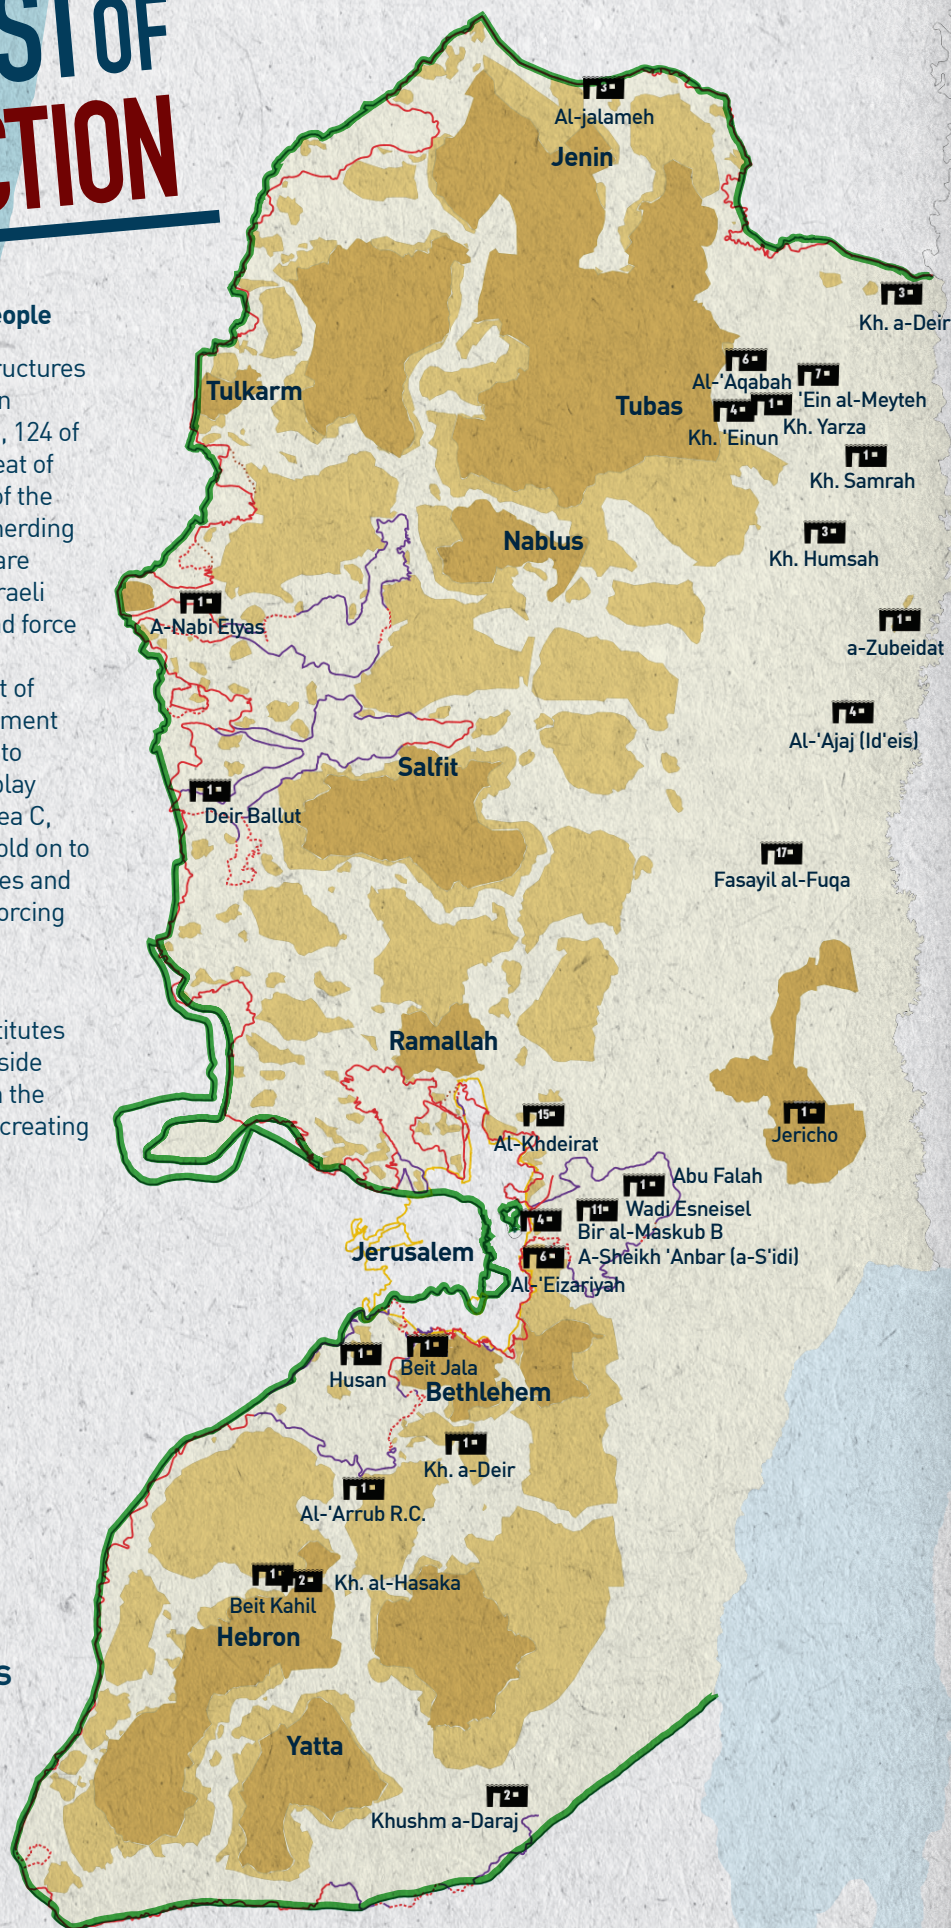 OF
eople
ructures
n
, 124 of
eat of
of the
herding
are
raeli
d force
t of
ment
to
play
ea C,
old on to
es and
orcing
titutes
side
n the
creating
s
3
Al-jalameh
Jenin
3
Kh. a-Deir
6
Al-'Aqabah
7
'Ein al-Meyteh
Tulkarm
Tubas
4
1
Kh. 'Einun
Kh. Yarza
1
Kh. Samrah
3
Kh. Humsah
Nablus
1
A-Nabi Elyas
1
a-Zubeidat
4
Al-'Ajaj (Id'eis)
Salfit
1
Deir Ballut
17
Fasayil al-Fuqa
Ramallah
15
Al-Khdeirat
1
Jericho
1
Abu Falah
11
Wadi Esneisel
4
Bir al-Maskub B
Jerusalem
6
A-Sheikh 'Anbar (a-S'idi)
Al-'Eizariyah
1
Husan
1
Beit Jala
Bethlehem
1
Kh. a-Deir
1
Al-'Arrub R.C.
1
2
Kh. al-Hasaka
Beit Kahil
Hebron
Yatta
2
Khushm a-Daraj